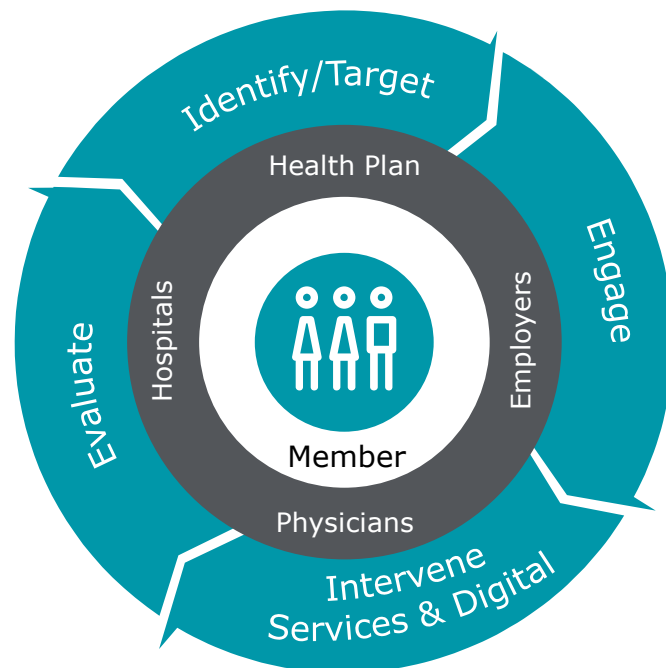 Identify/Target
Health Plan
Engage
Hospitals
Employers
Evaluate
Member
Physicians
Intervene
Services & Digital